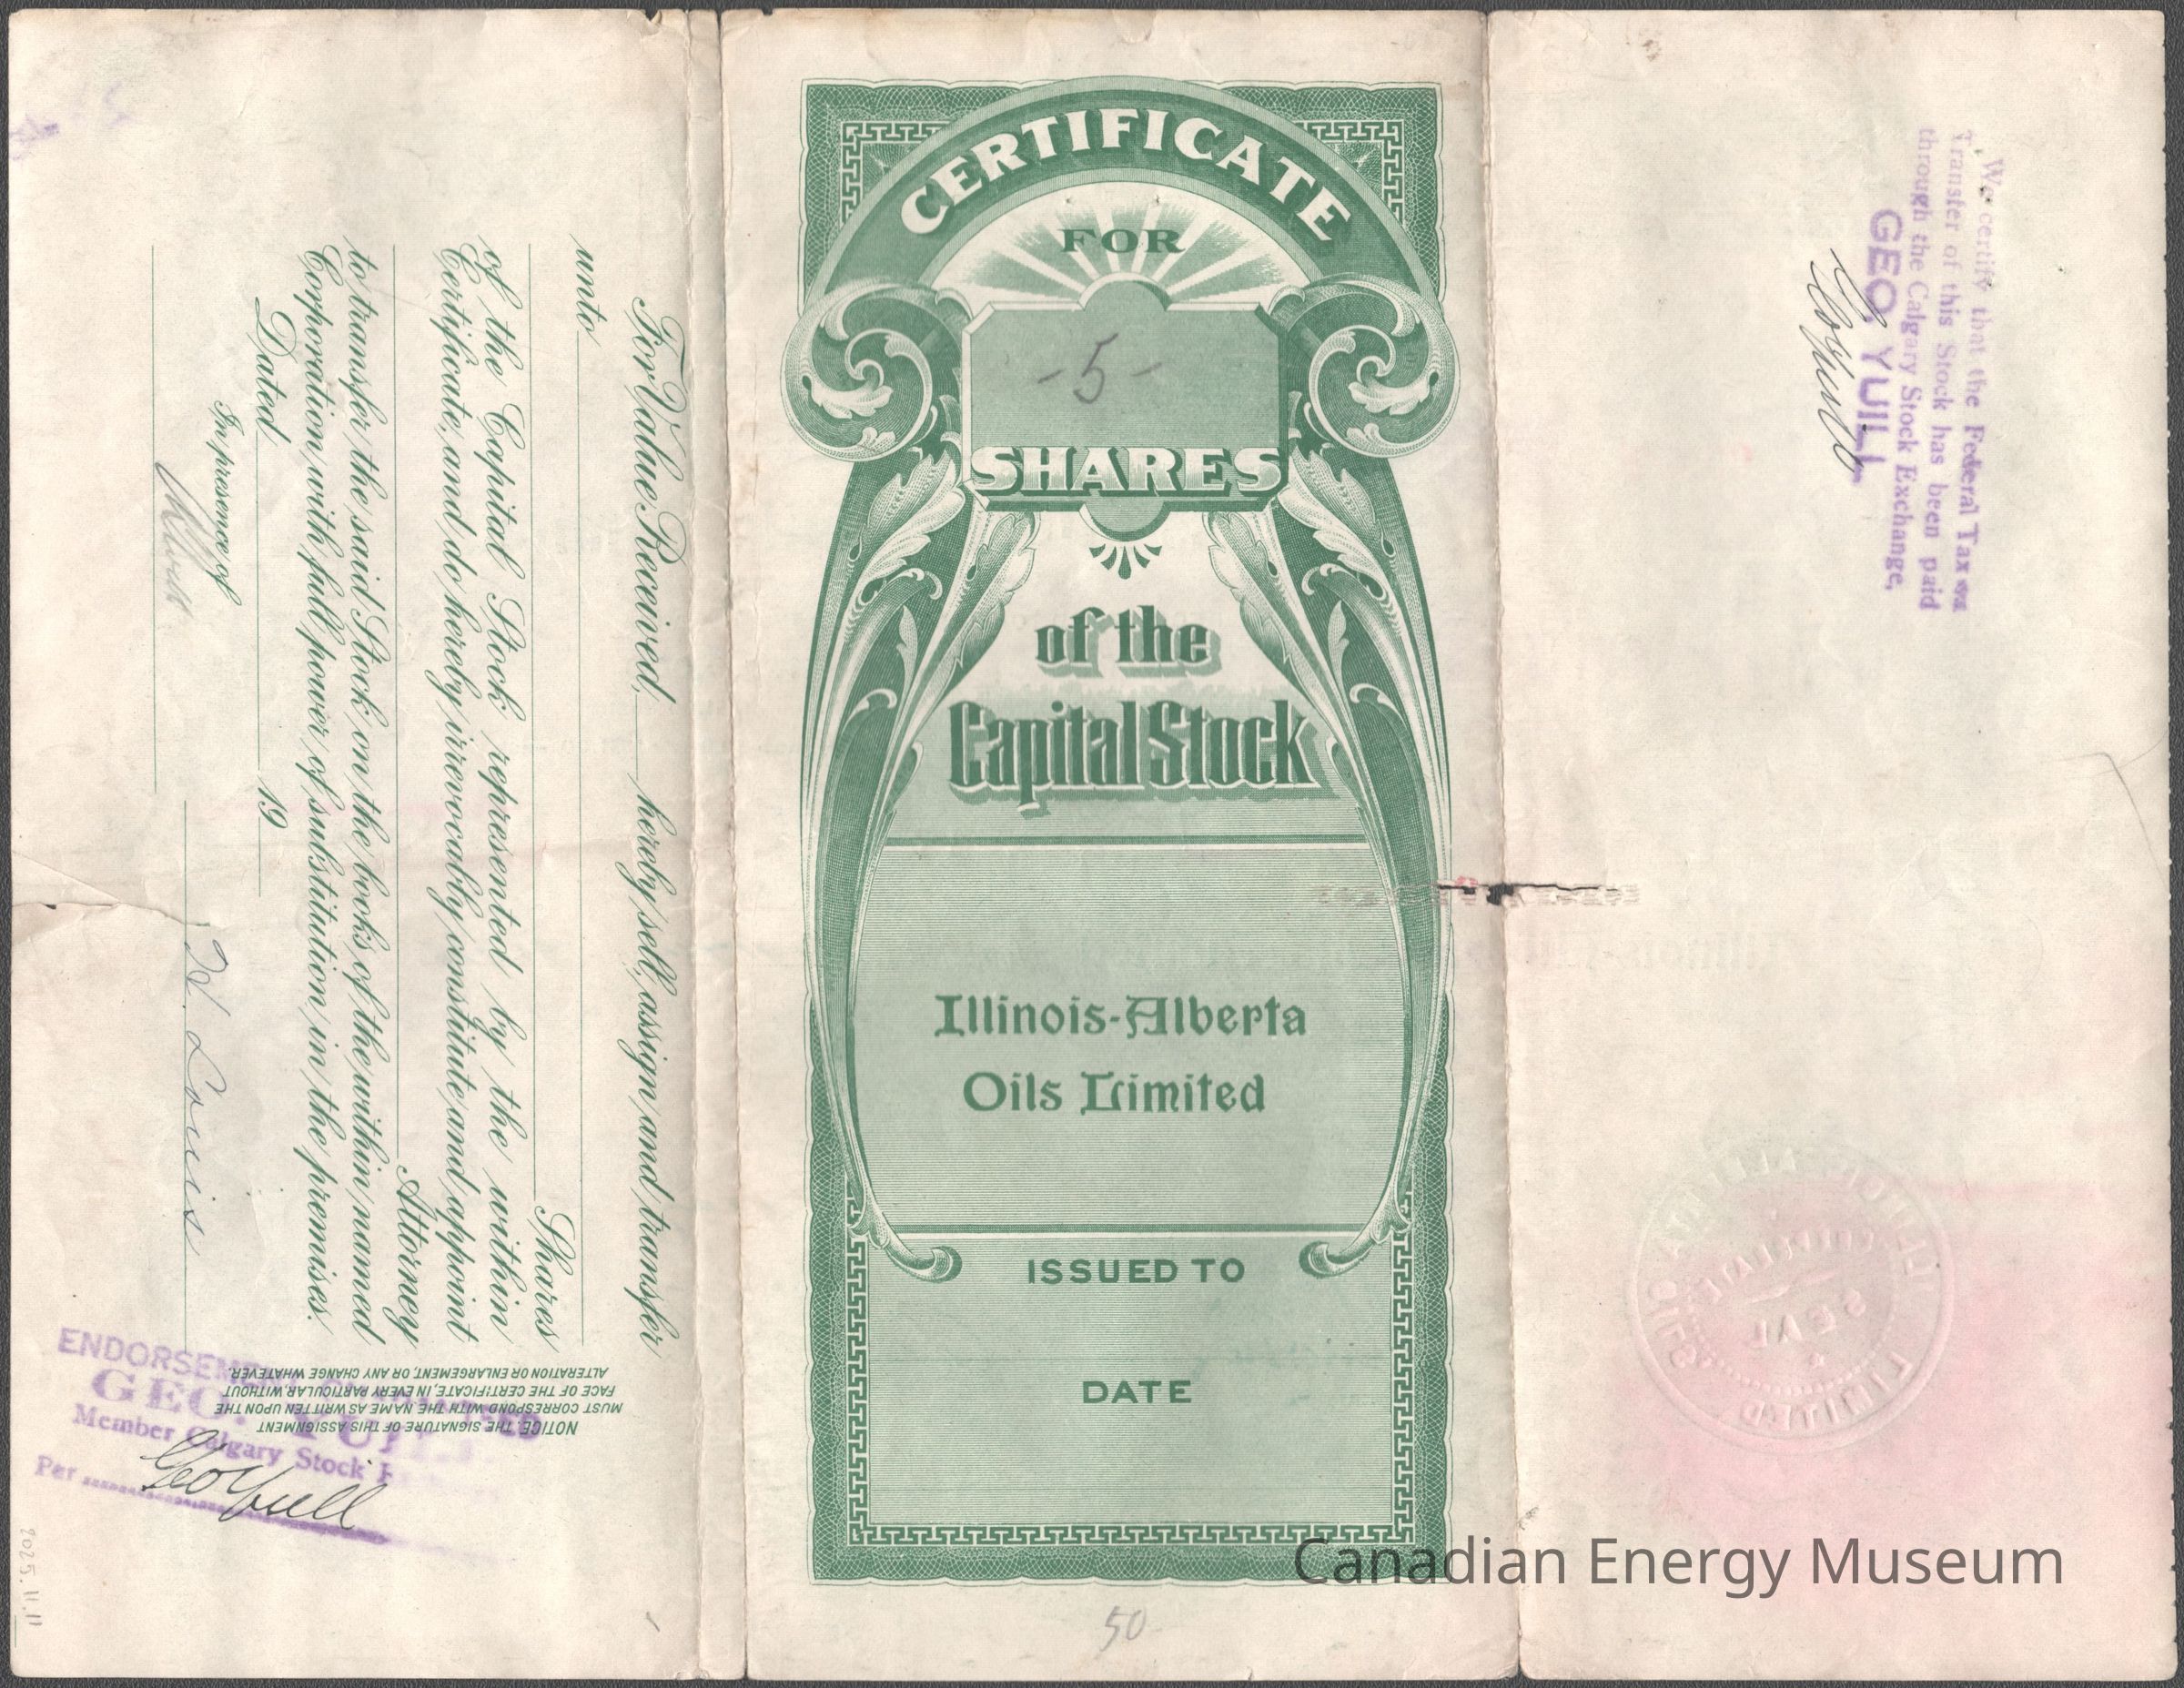 For Value Received, hereby sell, assign and transfer
unto
Shares
of the Capital Stock represented by the within
Certificate, and do hereby irrevocably constitute and appoint
Attorney
to transfer the said Stock on the books of the within named
Corporation with full power of substitution in the premises.
Dated 19
In presence of
NOTICE. THE SIGNATURE OF THIS ASSIGNMENT
MUST CORRESPOND WITH THE NAME AS WRITTEN UPON THE
FACE OF THE CERTIFICATE, IN EVERY PARTICULAR WITHOUT
ALTERATION OR ENLARGEMENT, OR ANY CHANGE WHATEVER.
ENDORSEMENT
GEO. YUILL
Member Calgary Stock
Per Geo Yuill
2025.11.11
CERTIFICATE
FOR
-5-
SHARES
of the
Capital Stock
Illinois-Alberta
Oils Limited
ISSUED TO
DATE
50
We certify that the Federal Tax on
Transfer of this Stock has been paid
through the Calgary Stock Exchange,
GEO. YUILL
ILLINOIS ALBERTA OILS LIMITED
SEAL
Canadian Energy Museum